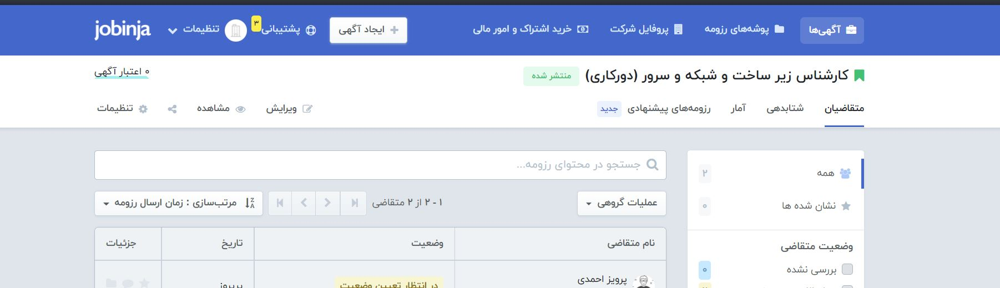 آگهی‌ها
پوشه‌های رزومه
پروفایل شرکت
خرید اشتراک و امور مالی
ایجاد آگهی
پشتیبانی ۳
تنظیمات
jobinja
کارشناس زیر ساخت و شبکه و سرور (دورکاری) منتشر شده
۰ اعتبار آگهی
متقاضیان
شتابدهی
آمار
رزومه‌های پیشنهادی جدید
ویرایش
مشاهده
تنظیمات
همه ۲
نشان شده ها ۰
وضعیت متقاضی
بررسی نشده ۰
جستجو در محتوای رزومه...
عملیات گروهی
۱ - ۲ از ۲ متقاضی
مرتب‌سازی : زمان ارسال رزومه
نام متقاضی
وضعیت
تاریخ
جزئیات
پرویز احمدی
در انتظار تعیین وضعیت
پریروز